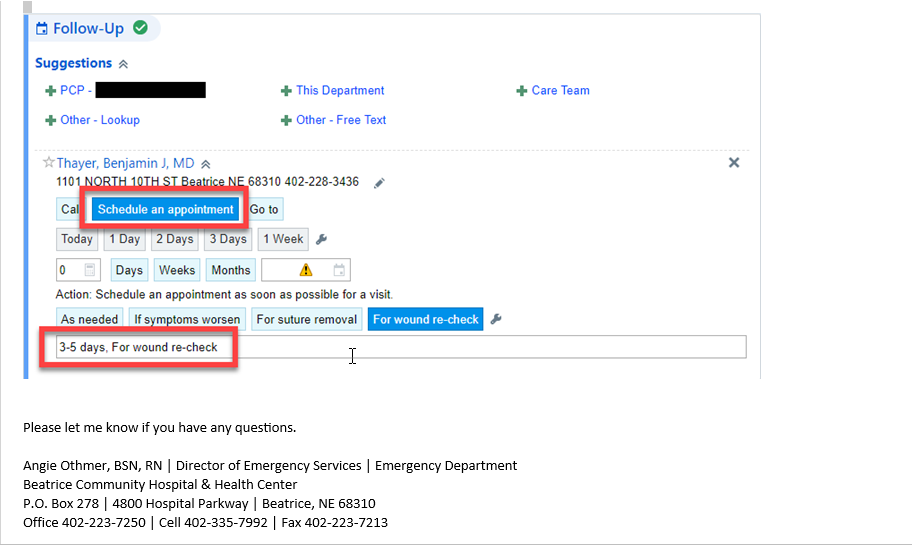 Follow-Up
Suggestions
PCP -
This Department
Care Team
Other - Lookup
Other - Free Text
Thayer, Benjamin J, MD
1101 NORTH 10TH ST Beatrice NE 68310 402-228-3436
Schedule an appointment Go to
Today 1 Day 2 Days 3 Days 1 Week
0 Days Weeks Months
Action: Schedule an appointment as soon as possible for a visit.
As needed If symptoms worsen For suture removal For wound re-check
3-5 days, For wound re-check
Please let me know if you have any questions.
Angie Othmer, BSN, RN | Director of Emergency Services | Emergency Department
Beatrice Community Hospital & Health Center
P.O. Box 278 | 4800 Hospital Parkway | Beatrice, NE 68310
Office 402-223-7250 | Cell 402-335-7992 | Fax 402-223-7213